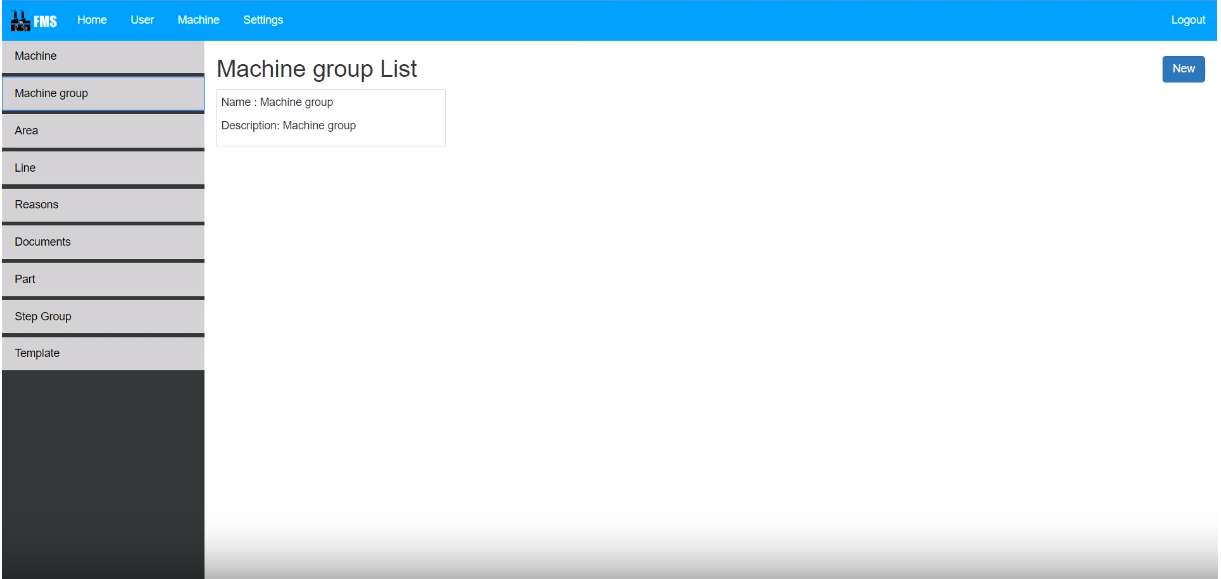 FMS Home User Machine Settings Logout
Machine
Machine group
Area
Line
Reasons
Documents
Part
Step Group
Template
Machine group List
New
Name : Machine group
Description: Machine group